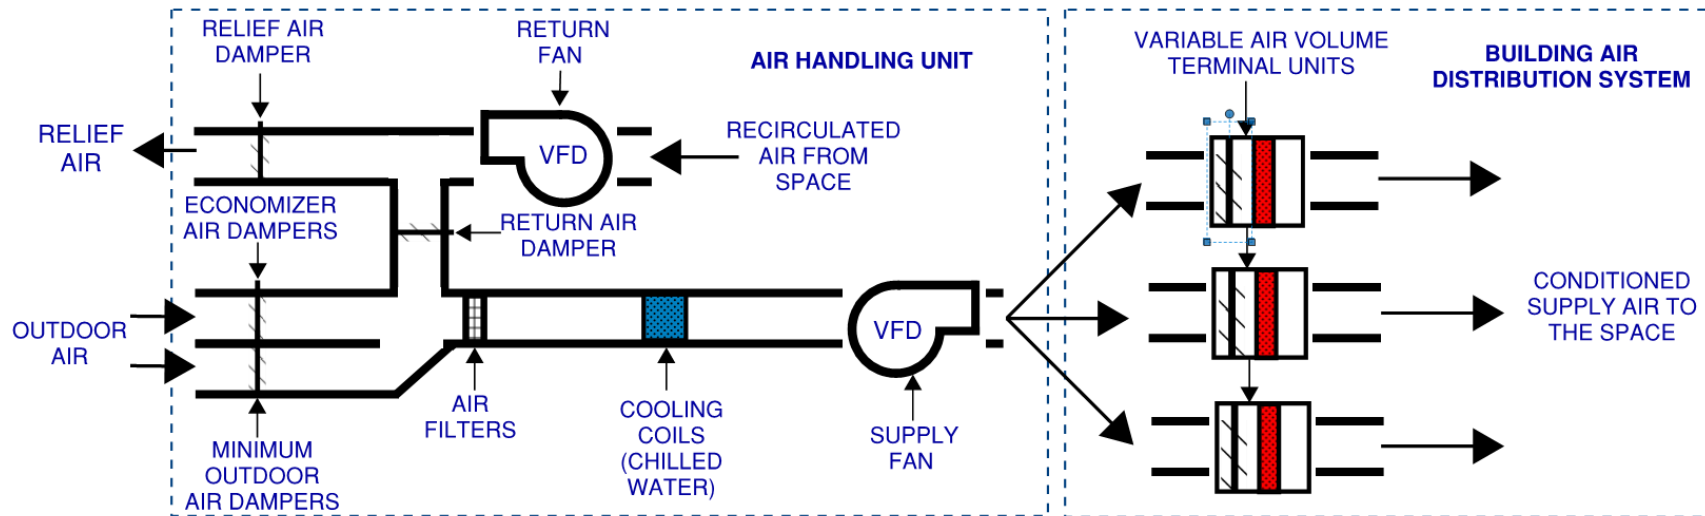 RELIEF AIR
DAMPER
RETURN
FAN
AIR HANDLING UNIT
VARIABLE AIR VOLUME
TERMINAL UNITS
BUILDING AIR
DISTRIBUTION SYSTEM
RELIEF
AIR
VFD
RECIRCULATED
AIR FROM
SPACE
ECONOMIZER
AIR DAMPERS
RETURN AIR
DAMPER
OUTDOOR
AIR
VFD
CONDITIONED
SUPPLY AIR TO
THE SPACE
MINIMUM
OUTDOOR
AIR DAMPERS
AIR
FILTERS
COOLING
COILS
(CHILLED
WATER)
SUPPLY
FAN